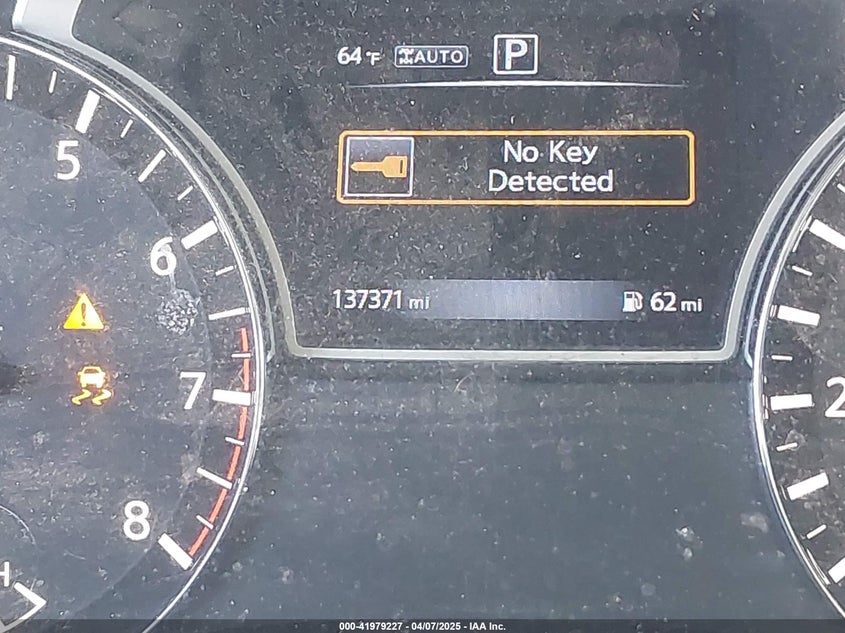 64°F AUTO P
No Key
Detected
137371 mi 62 mi
5
6
7
8
2
H
000-41979227 - 04/07/2025 - IAA Inc.